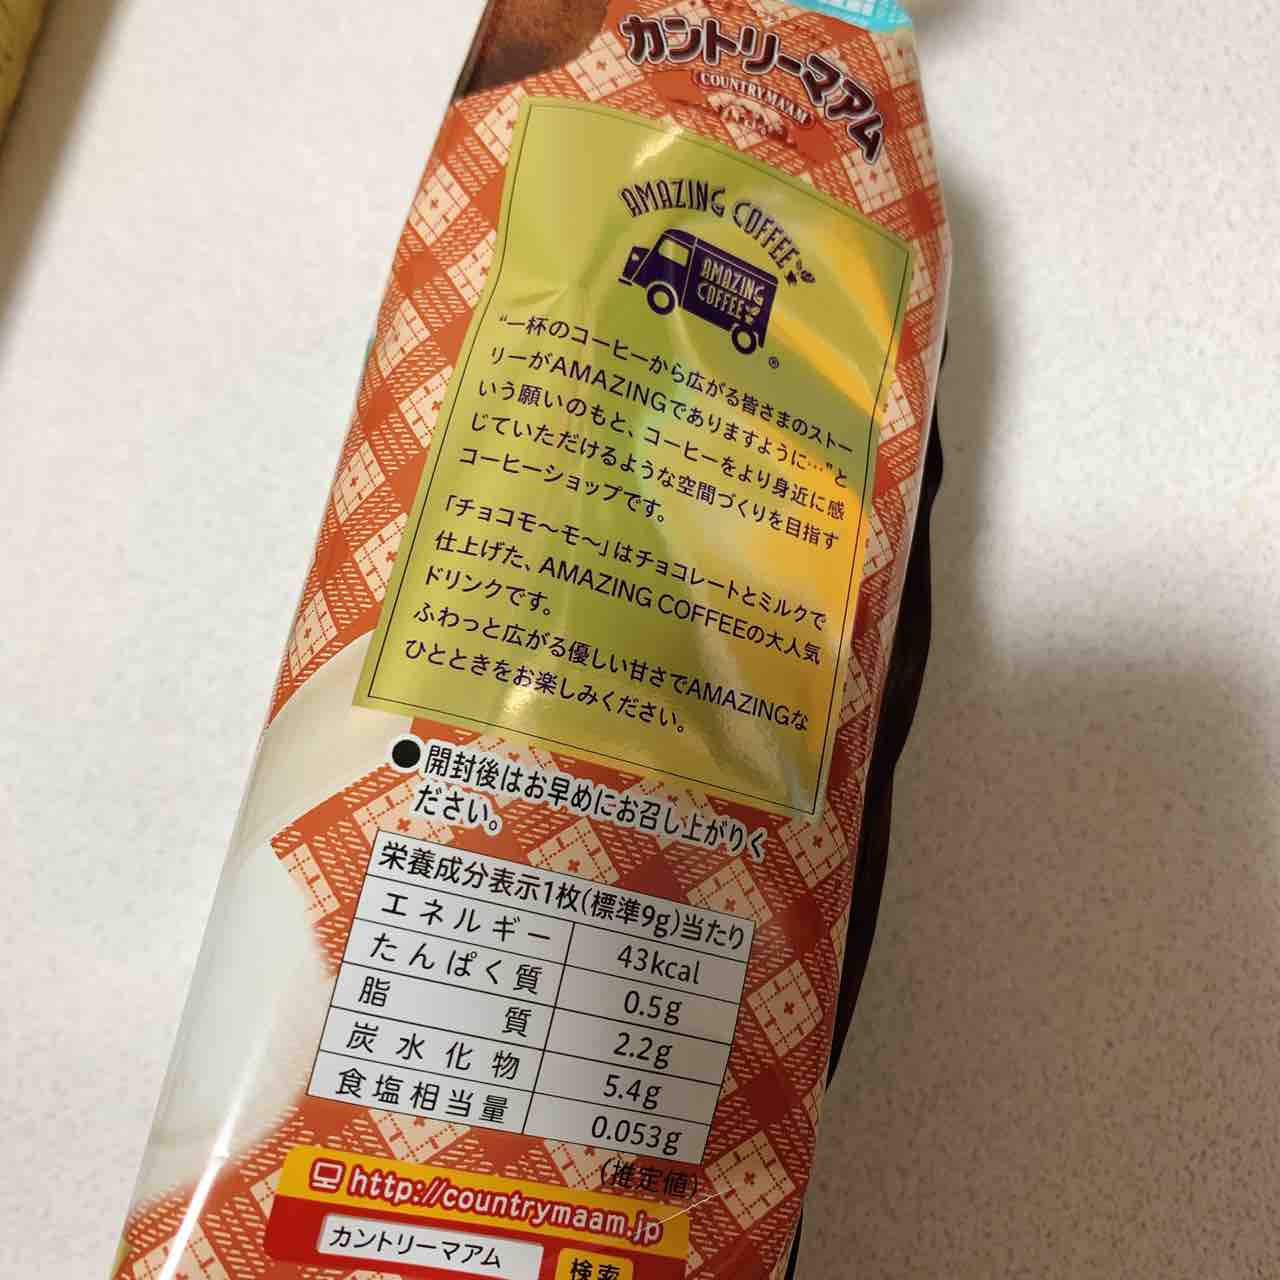 カントリーマアム
COUNTRY MA'AM
AMAZING COFFEE
AMAZING
COFFEE
®
“一杯のコーヒーから広がる皆さまのストー
リーがAMAZINGでありますように…”と
いう願いのもと、コーヒーをより身近に感
じていただけるような空間づくりを目指す
コーヒーショップです。
「チョコモ〜モ〜」はチョコレートとミルクで
仕上げた、AMAZING COFFEEの大人気
ドリンクです。
ふわっと広がる優しい甘さでAMAZINGな
ひとときをお楽しみください。
●開封後はお早めにお召し上がりく
ださい。
栄養成分表示1枚(標準9g)当たり
エネルギー 43kcal
たんぱく質 0.5g
脂質 2.2g
炭水化物 5.4g
食塩相当量 0.053g
(推定値)
http://countrymaam.jp
カントリーマアム 検索